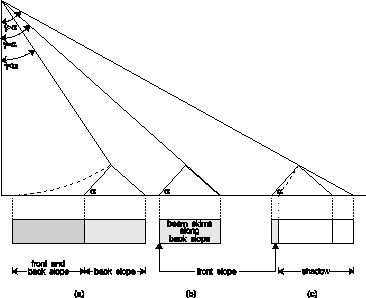 α
α
α
beam skims
along
back slope
front and
back slope
back slope
front slope
shadow
(a)
(b)
(c)